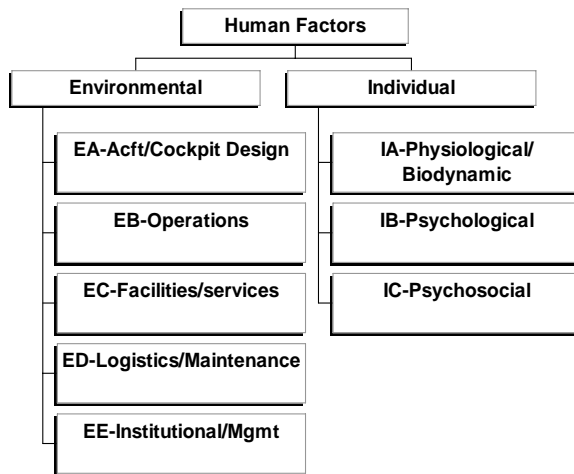 Human Factors
Environmental
Individual
EA-Acft/Cockpit Design
EB-Operations
EC-Facilities/services
ED-Logistics/Maintenance
EE-Institutional/Mgmt
IA-Physiological/
Biodynamic
IB-Psychological
IC-Psychosocial